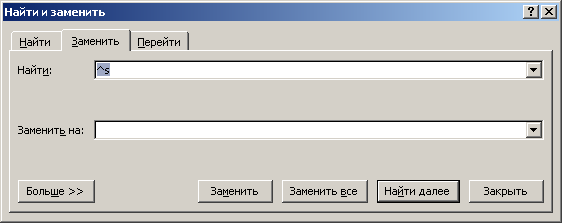 Найти и заменить
Найти Заменить Перейти
Найти: ^s
Заменить на:
Больше >> Заменить Заменить все Найти далее Закрыть